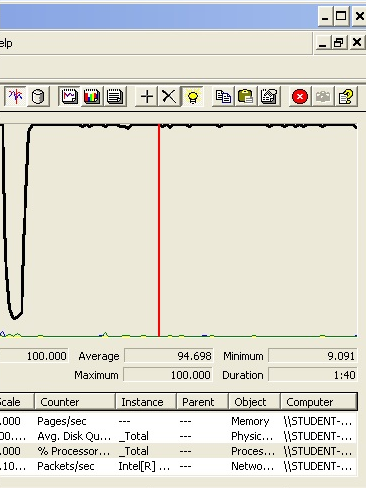 elp
100.000 Average 94.698 Minimum 9.091
Maximum 100.000 Duration 1:40
Scale Counter Instance Parent Object Computer
.000 Pages/sec --- --- Memory \\STUDENT-...
00.... Avg. Disk Qu... _Total --- Physic... \\STUDENT-...
.000 % Processor... _Total --- Proces... \\STUDENT-...
.10... Packets/sec Intel[R] ... --- Netwo... \\STUDENT-...